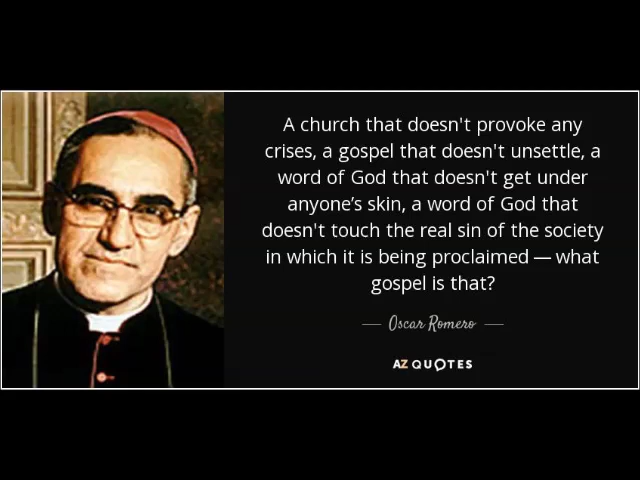 A church that doesn't provoke any
crises, a gospel that doesn't unsettle, a
word of God that doesn't get under
anyone’s skin, a word of God that
doesn't touch the real sin of the society
in which it is being proclaimed — what
gospel is that?
— Oscar Romero —
AZ QUOTES